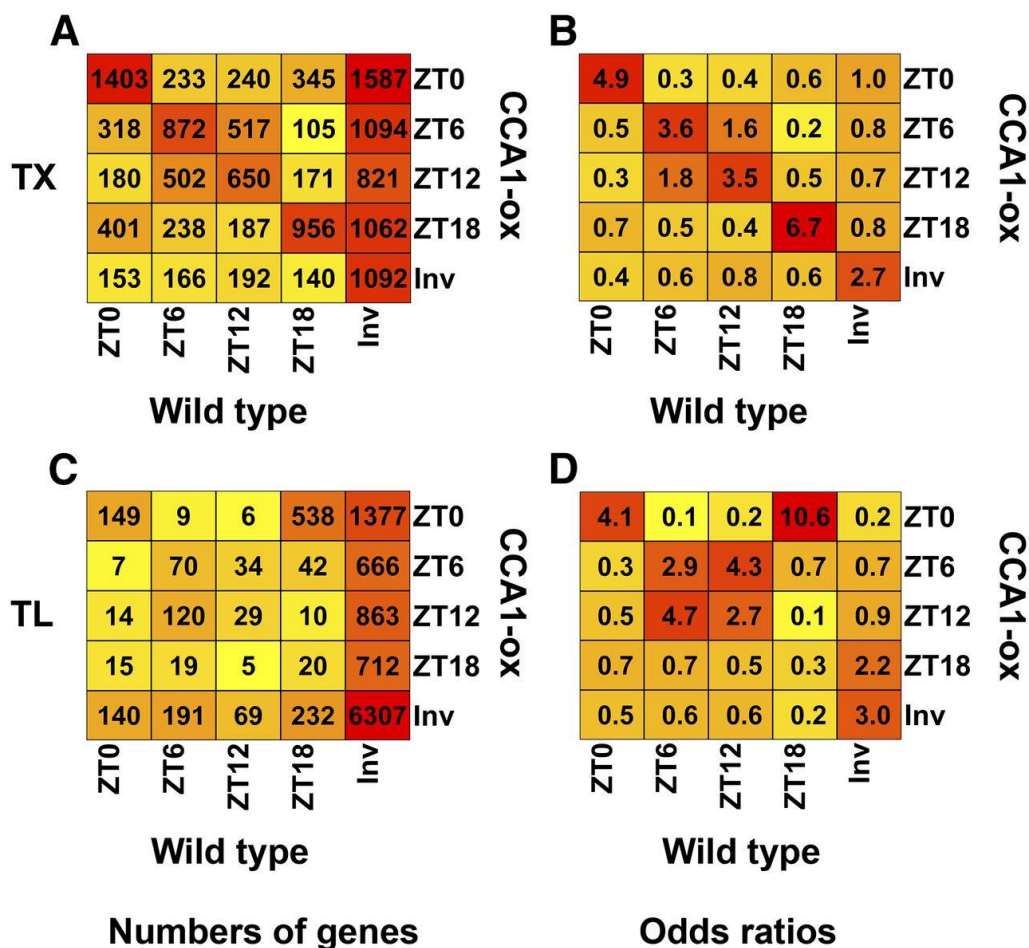 A
B
1403 233 240 345 1587 ZT0
318 872 517 105 1094 ZT6
180 502 650 171 821 ZT12
401 238 187 956 1062 ZT18
153 166 192 140 1092 Inv
ZT0 ZT6 ZT12 ZT18 Inv
TX
CCA1-ox
Wild type
4.9 0.3 0.4 0.6 1.0 ZT0
0.5 3.6 1.6 0.2 0.8 ZT6
0.3 1.8 3.5 0.5 0.7 ZT12
0.7 0.5 0.4 6.7 0.8 ZT18
0.4 0.6 0.8 0.6 2.7 Inv
ZT0 ZT6 ZT12 ZT18 Inv
CCA1-ox
Wild type
C
D
149 9 6 538 1377 ZT0
7 70 34 42 666 ZT6
14 120 29 10 863 ZT12
15 19 5 20 712 ZT18
140 191 69 232 6307 Inv
ZT0 ZT6 ZT12 ZT18 Inv
TL
CCA1-ox
Wild type
4.1 0.1 0.2 10.6 0.2 ZT0
0.3 2.9 4.3 0.7 0.7 ZT6
0.5 4.7 2.7 0.1 0.9 ZT12
0.7 0.7 0.5 0.3 2.2 ZT18
0.5 0.6 0.6 0.2 3.0 Inv
ZT0 ZT6 ZT12 ZT18 Inv
CCA1-ox
Wild type
Numbers of genes
Odds ratios